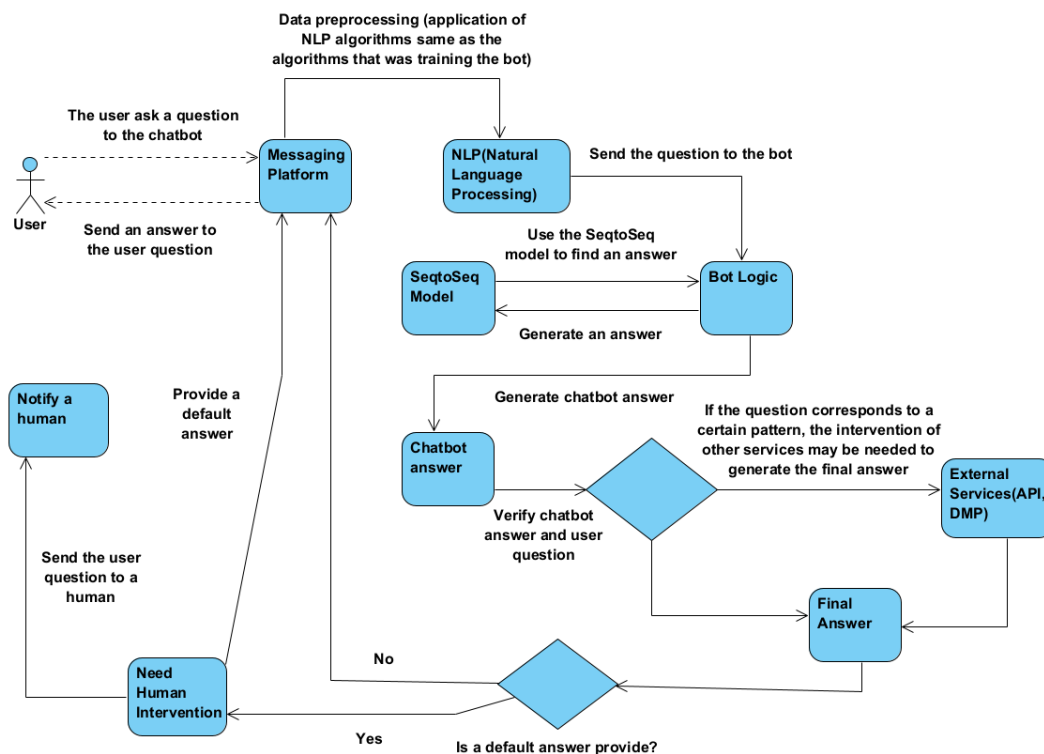 Data preprocessing (application of
NLP algorithms same as the
algorithms that was training the bot)
The user ask a question
to the chatbot
Messaging
Platform
NLP(Natural
Language
Processing)
Send the question to the bot
User
Send an answer to
the user question
Use the SeqtoSeq
model to find an answer
SeqtoSeq
Model
Bot Logic
Generate an answer
Notify a
human
Provide a
default
answer
Generate chatbot answer
If the question corresponds to a
certain pattern, the intervention of
other services may be needed to
generate the final answer
Chatbot
answer
External
Services(API,
DMP)
Verify chatbot
answer and user
question
Send the user
question to a
human
Final
Answer
No
Need
Human
Intervention
Yes
Is a default answer provide?